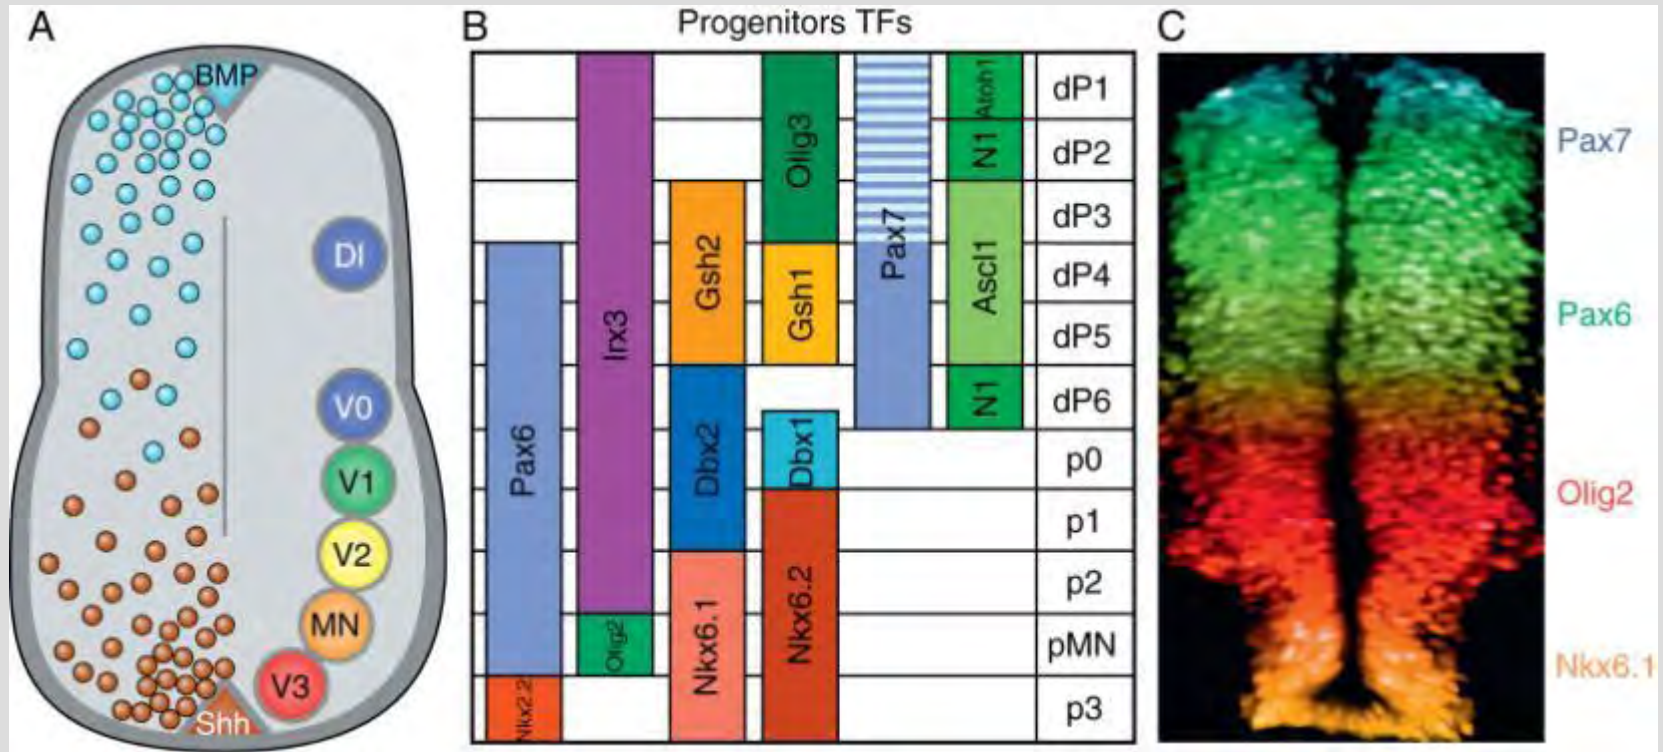 A
BMP
DI
V0
V1
V2
MN
V3
Shh
B
Progenitors TFs
Pax6
Nkx2.2
Irx3
Olig2
Gsh2
Dbx2
Nkx6.1
Olig3
Gsh1
Dbx1
Nkx6.2
Pax7
Atoh1
N1
Ascl1
N1
dP1
dP2
dP3
dP4
dP5
dP6
p0
p1
p2
pMN
p3
C
Pax7
Pax6
Olig2
Nkx6.1